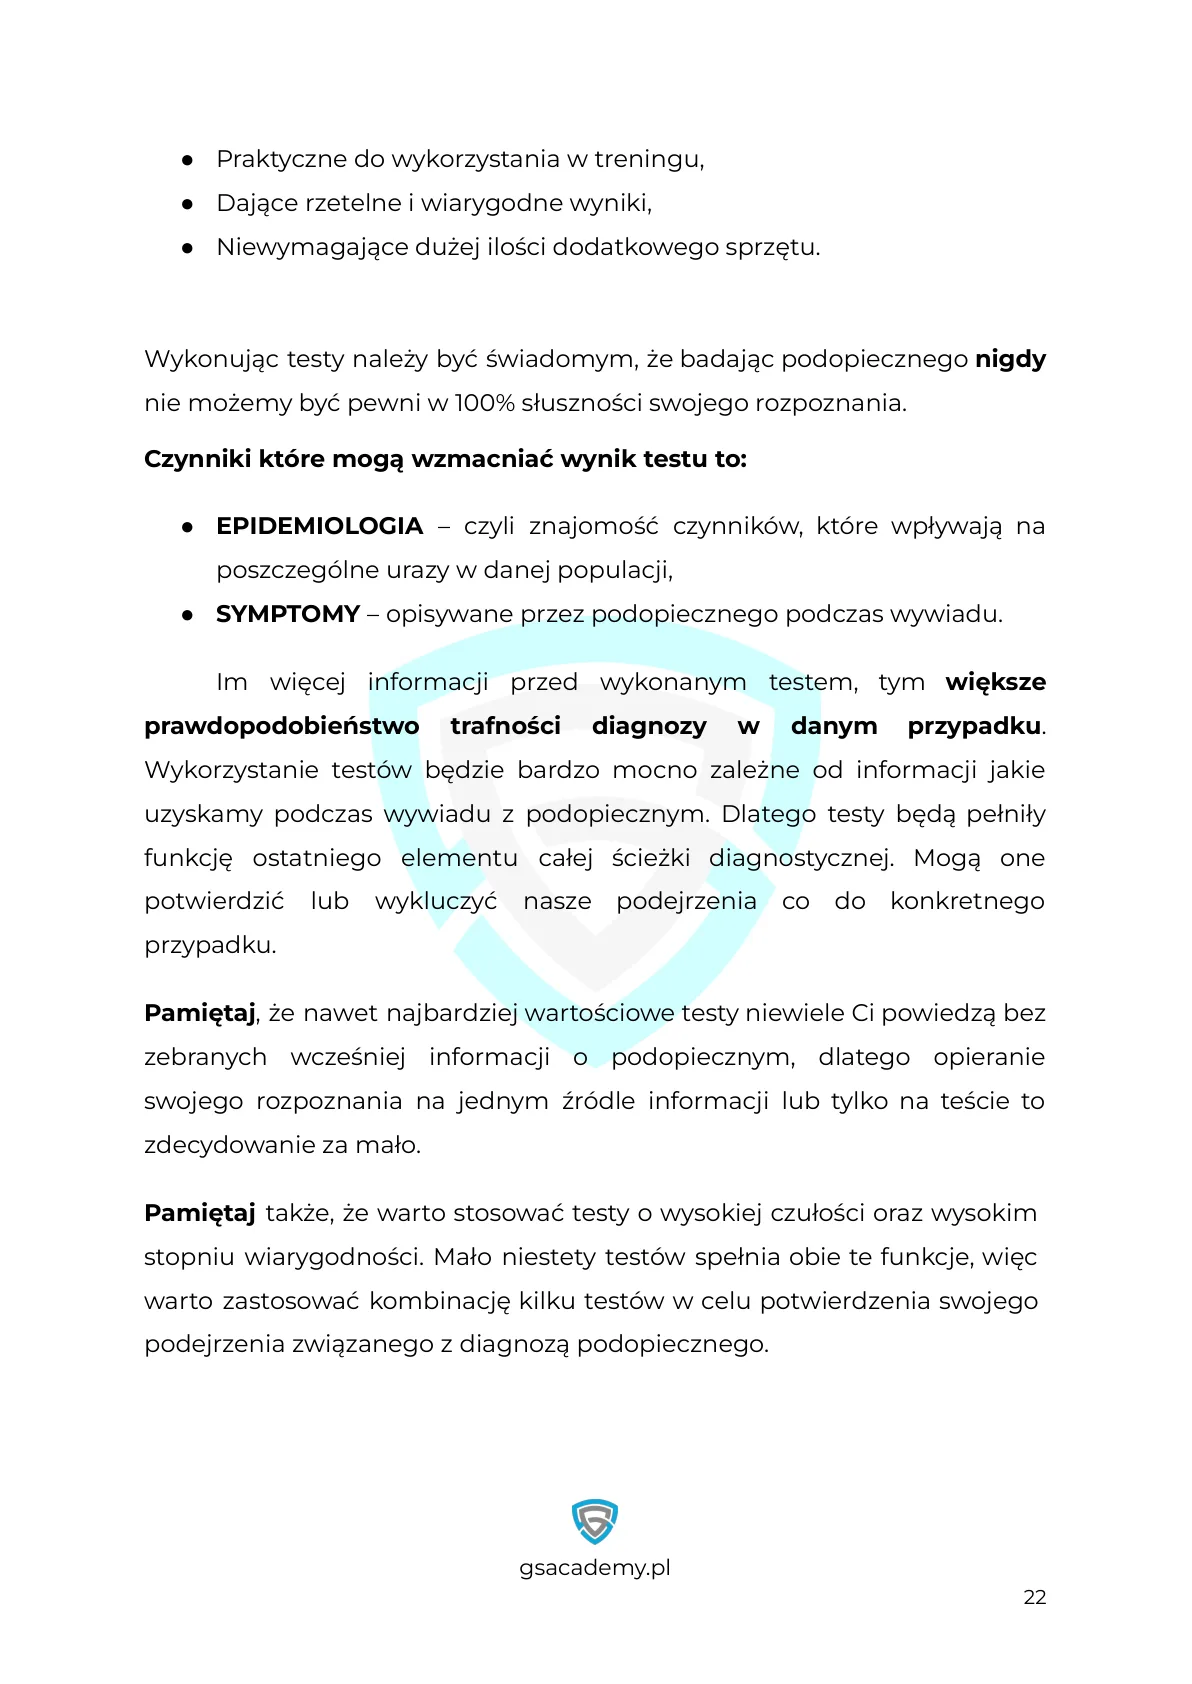 ● Praktyczne do wykorzystania w treningu,
● Dające rzetelne i wiarygodne wyniki,
● Niewymagające dużej ilości dodatkowego sprzętu.
Wykonując testy należy być świadomym, że badając podopiecznego nigdy
nie możemy być pewni w 100% słuszności swojego rozpoznania.
Czynniki które mogą wzmacniać wynik testu to:
● EPIDEMIOLOGIA – czyli znajomość czynników, które wpływają na
poszczególne urazy w danej populacji,
● SYMPTOMY – opisywane przez podopiecznego podczas wywiadu.
Im więcej informacji przed wykonanym testem, tym większe
prawdopodobieństwo trafności diagnozy w danym przypadku.
Wykorzystanie testów będzie bardzo mocno zależne od informacji jakie
uzyskamy podczas wywiadu z podopiecznym. Dlatego testy będą pełniły
funkcję ostatniego elementu całej ścieżki diagnostycznej. Mogą one
potwierdzić lub wykluczyć nasze podejrzenia co do konkretnego
przypadku.
Pamiętaj, że nawet najbardziej wartościowe testy niewiele Ci powiedzą bez
zebranych wcześniej informacji o podopiecznym, dlatego opieranie
swojego rozpoznania na jednym źródle informacji lub tylko na teście to
zdecydowanie za mało.
Pamiętaj także, że warto stosować testy o wysokiej czułości oraz wysokim
stopniu wiarygodności. Mało niestety testów spełnia obie te funkcje, więc
warto zastosować kombinację kilku testów w celu potwierdzenia swojego
podejrzenia związanego z diagnozą podopiecznego.
gsacademy.pl
22